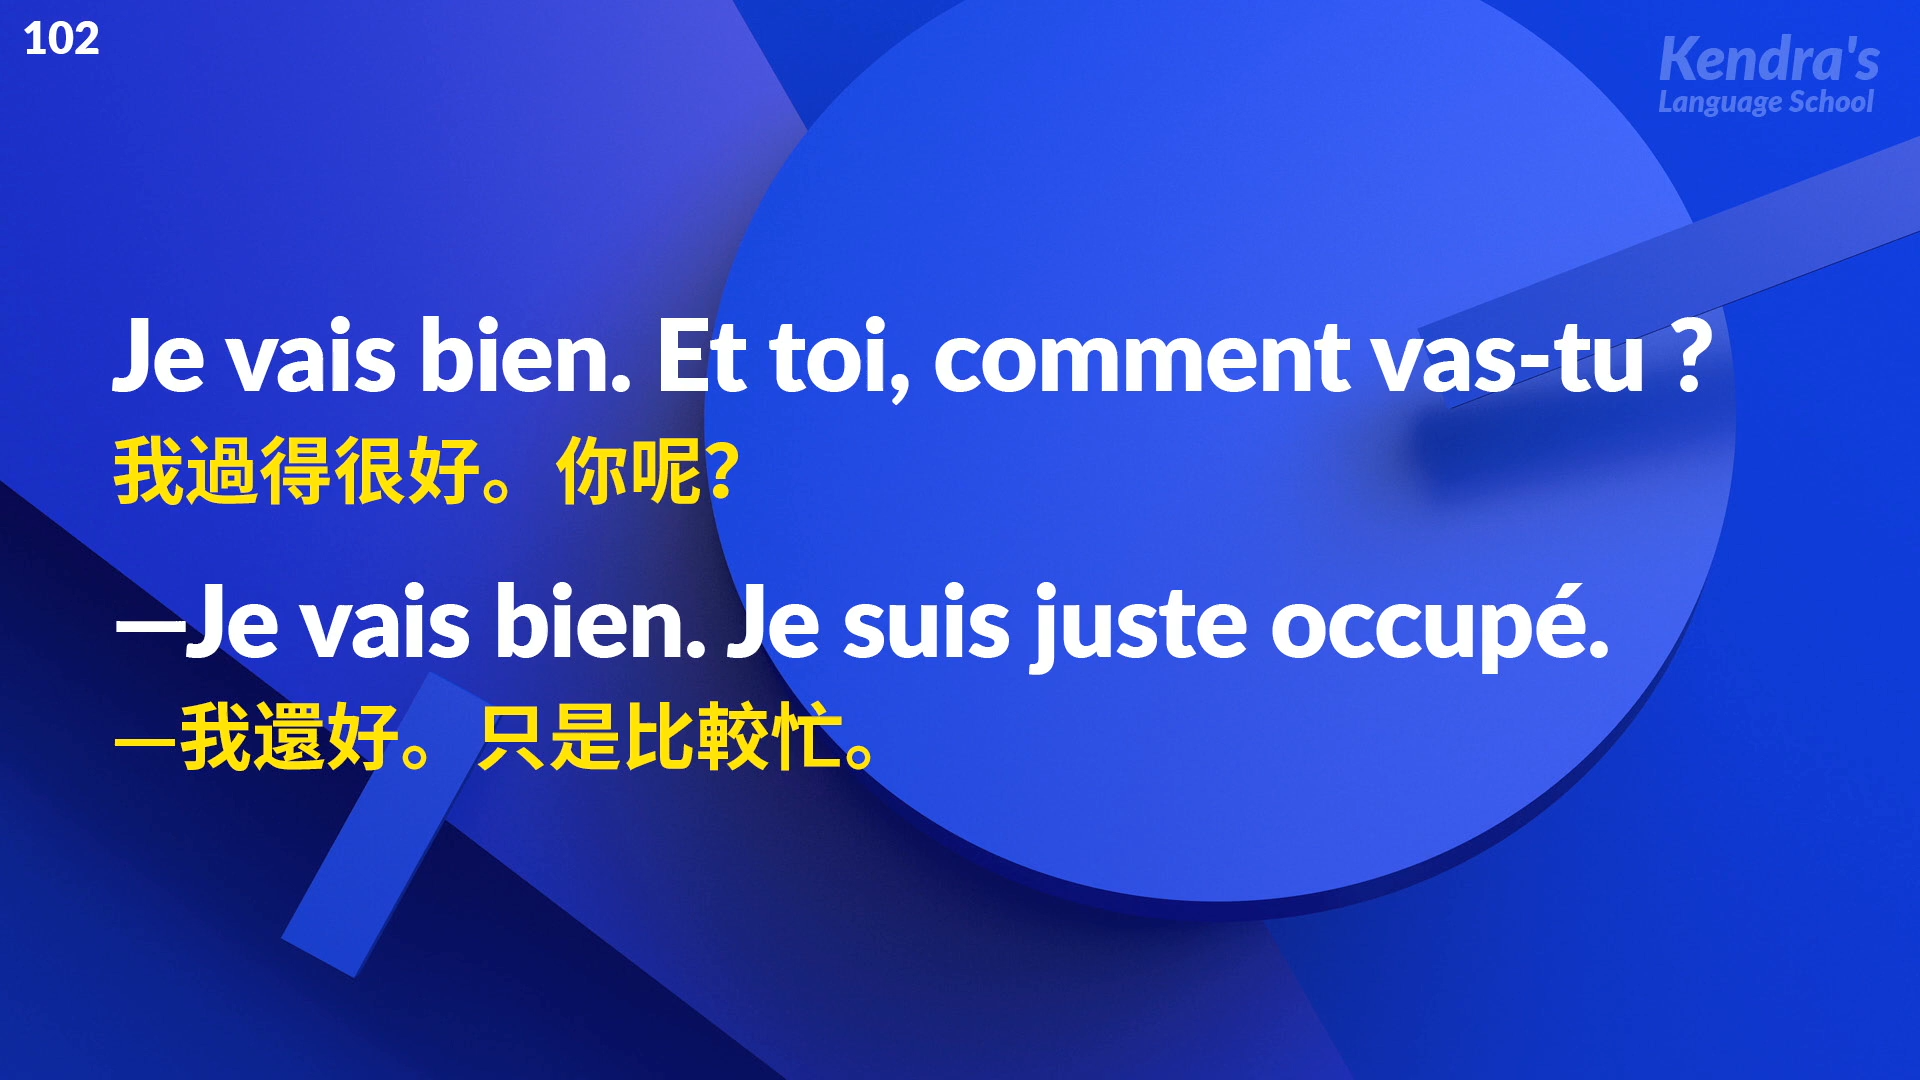 102
Kendra's
Language School
Je vais bien. Et toi, comment vas-tu ?
我過得很好。你呢？
—Je vais bien. Je suis juste occupé.
—我還好。只是比較忙。